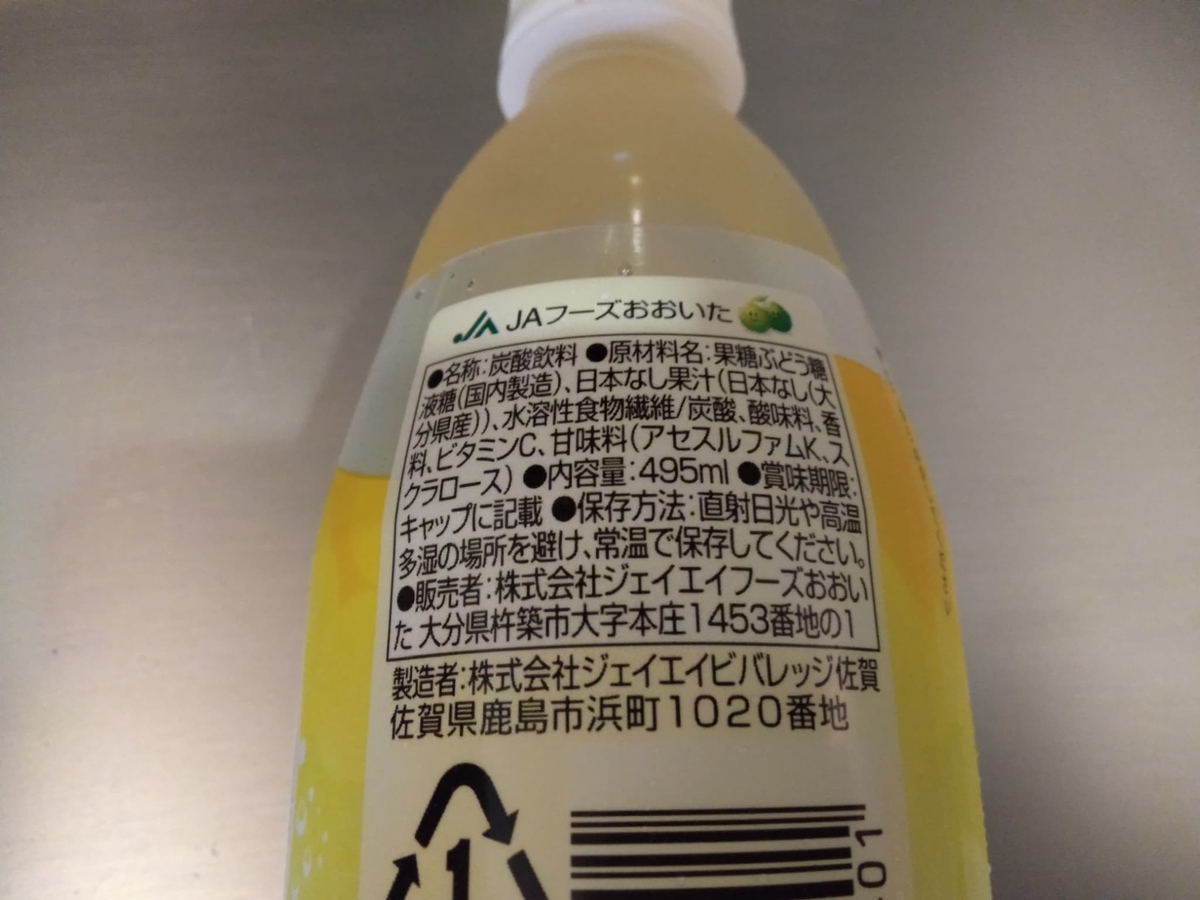 JA JAフーズおおいた
●名称:炭酸飲料 ●原材料名:果糖ぶどう糖
液糖(国内製造)、日本なし果汁(日本なし(大
分県産))、水溶性食物繊維/炭酸、酸味料、香
料、ビタミンC、甘味料(アセスルファムK、ス
クラロース) ●内容量:495ml ●賞味期限:
キャップに記載 ●保存方法:直射日光や高温
多湿の場所を避け、常温で保存してください。
●販売者:株式会社ジェイエイフーズおおい
た 大分県杵築市大字本庄1453番地の1
製造者:株式会社ジェイエイビバレッジ佐賀
佐賀県鹿島市浜町1020番地
1
01